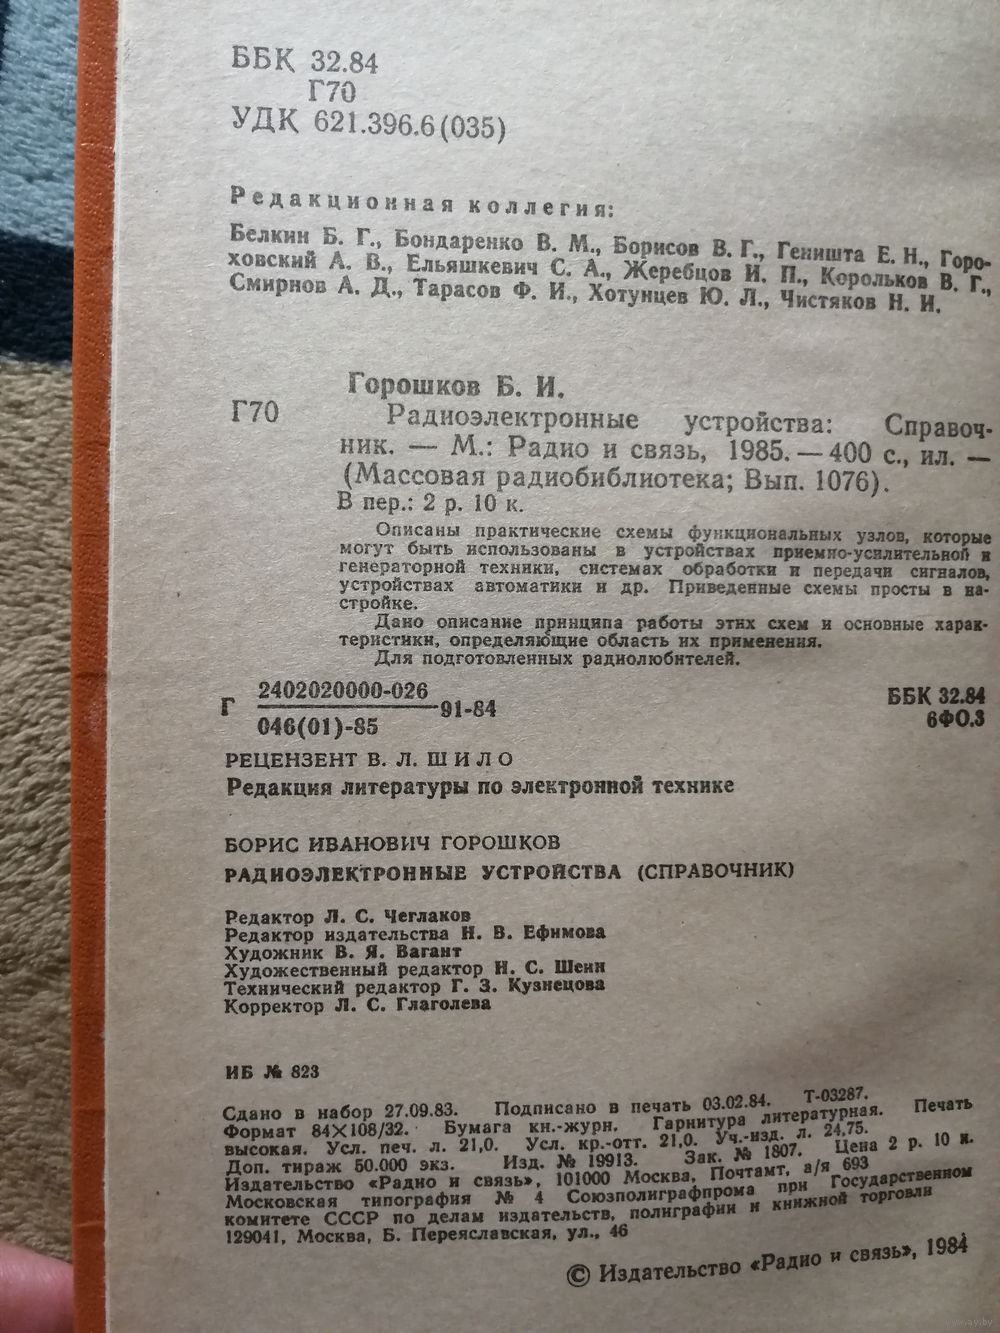 ББК 32.84
Г70
УДК 621.396.6(035)
Редакционная коллегия:
Белкин Б. Г., Бондаренко В. М., Борисов В. Г., Геништа Е. Н., Горо-
ховский А. В., Ельяшкевич С. А., Жеребцов И. П., Корольков В. Г.,
Смирнов А. Д., Тарасов Ф. И., Хотунцев Ю. Л., Чистяков Н. И.
Горошков Б. И.
Г70 Радиоэлектронные устройства: Справоч-
ник. — М.: Радио и связь, 1985. — 400 с., ил. —
(Массовая радиобиблиотека; Вып. 1076).
В пер.: 2 р. 10 к.
Описаны практические схемы функциональных узлов, которые
могут быть использованы в устройствах приемно-усилительной и
генераторной техники, системах обработки и передачи сигналов,
устройствах автоматики и др. Приведенные схемы просты в на-
стройке.
Дано описание принципа работы этих схем и основные харак-
теристики, определяющие область их применения.
Для подготовленных радиолюбителей.
Г 2402020000-026 91-84 ББК 32.84
046(01)-85 6Ф0.3
РЕЦЕНЗЕНТ В. Л. ШИЛО
Редакция литературы по электронной технике
БОРИС ИВАНОВИЧ ГОРОШКОВ
РАДИОЭЛЕКТРОННЫЕ УСТРОЙСТВА (СПРАВОЧНИК)
Редактор Л. С. Чеглаков
Редактор издательства Н. В. Ефимова
Художник В. Я. Вагант
Художественный редактор Н. С. Шеин
Технический редактор Г. З. Кузнецова
Корректор Л. С. Глаголева
ИБ № 823
Сдано в набор 27.09.83. Подписано в печать 03.02.84. Т-03287.
Формат 84×108/32. Бумага кн.-журн. Гарнитура литературная. Печать
высокая. Усл. печ. л. 21,0. Усл. кр.-отт. 21,0. Уч.-изд. л. 24,75.
Доп. тираж 50.000 экз. Изд. № 19913. Зак. № 1807. Цена 2 р. 10 к.
Издательство «Радио и связь», 101000 Москва, Почтамт, а/я 693
Московская типография № 4 Союзполиграфпрома при Государственном
комитете СССР по делам издательств, полиграфии и книжной торговли
129041, Москва, Б. Переяславская, ул., 46
© Издательство «Радио и связь», 1984